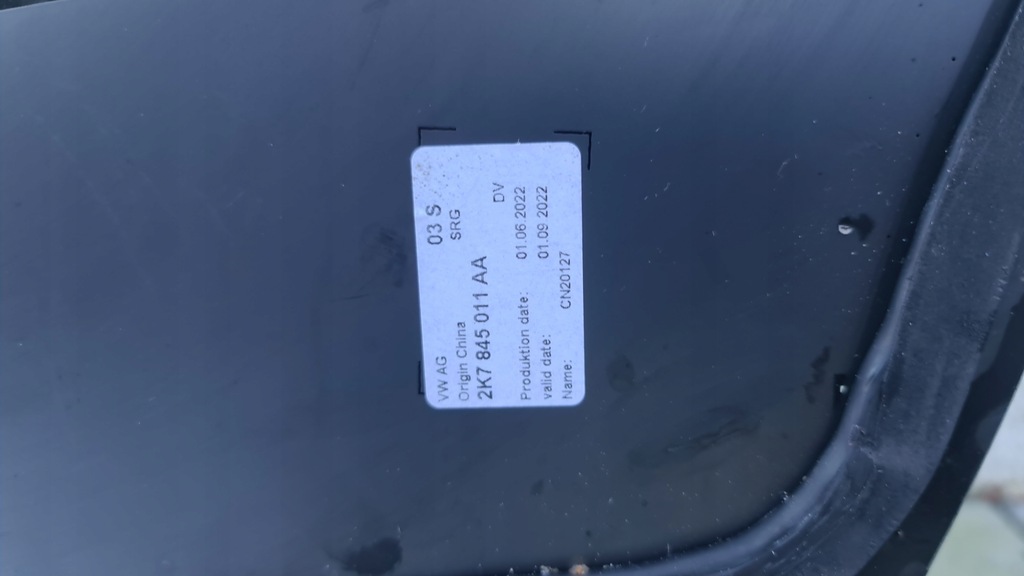 VW AG 03 S
Origin China SRG
2K7 845 011 AA
DV
Produktion date: 01.06.2022
valid date: 01.09 2022
Name: CN20127